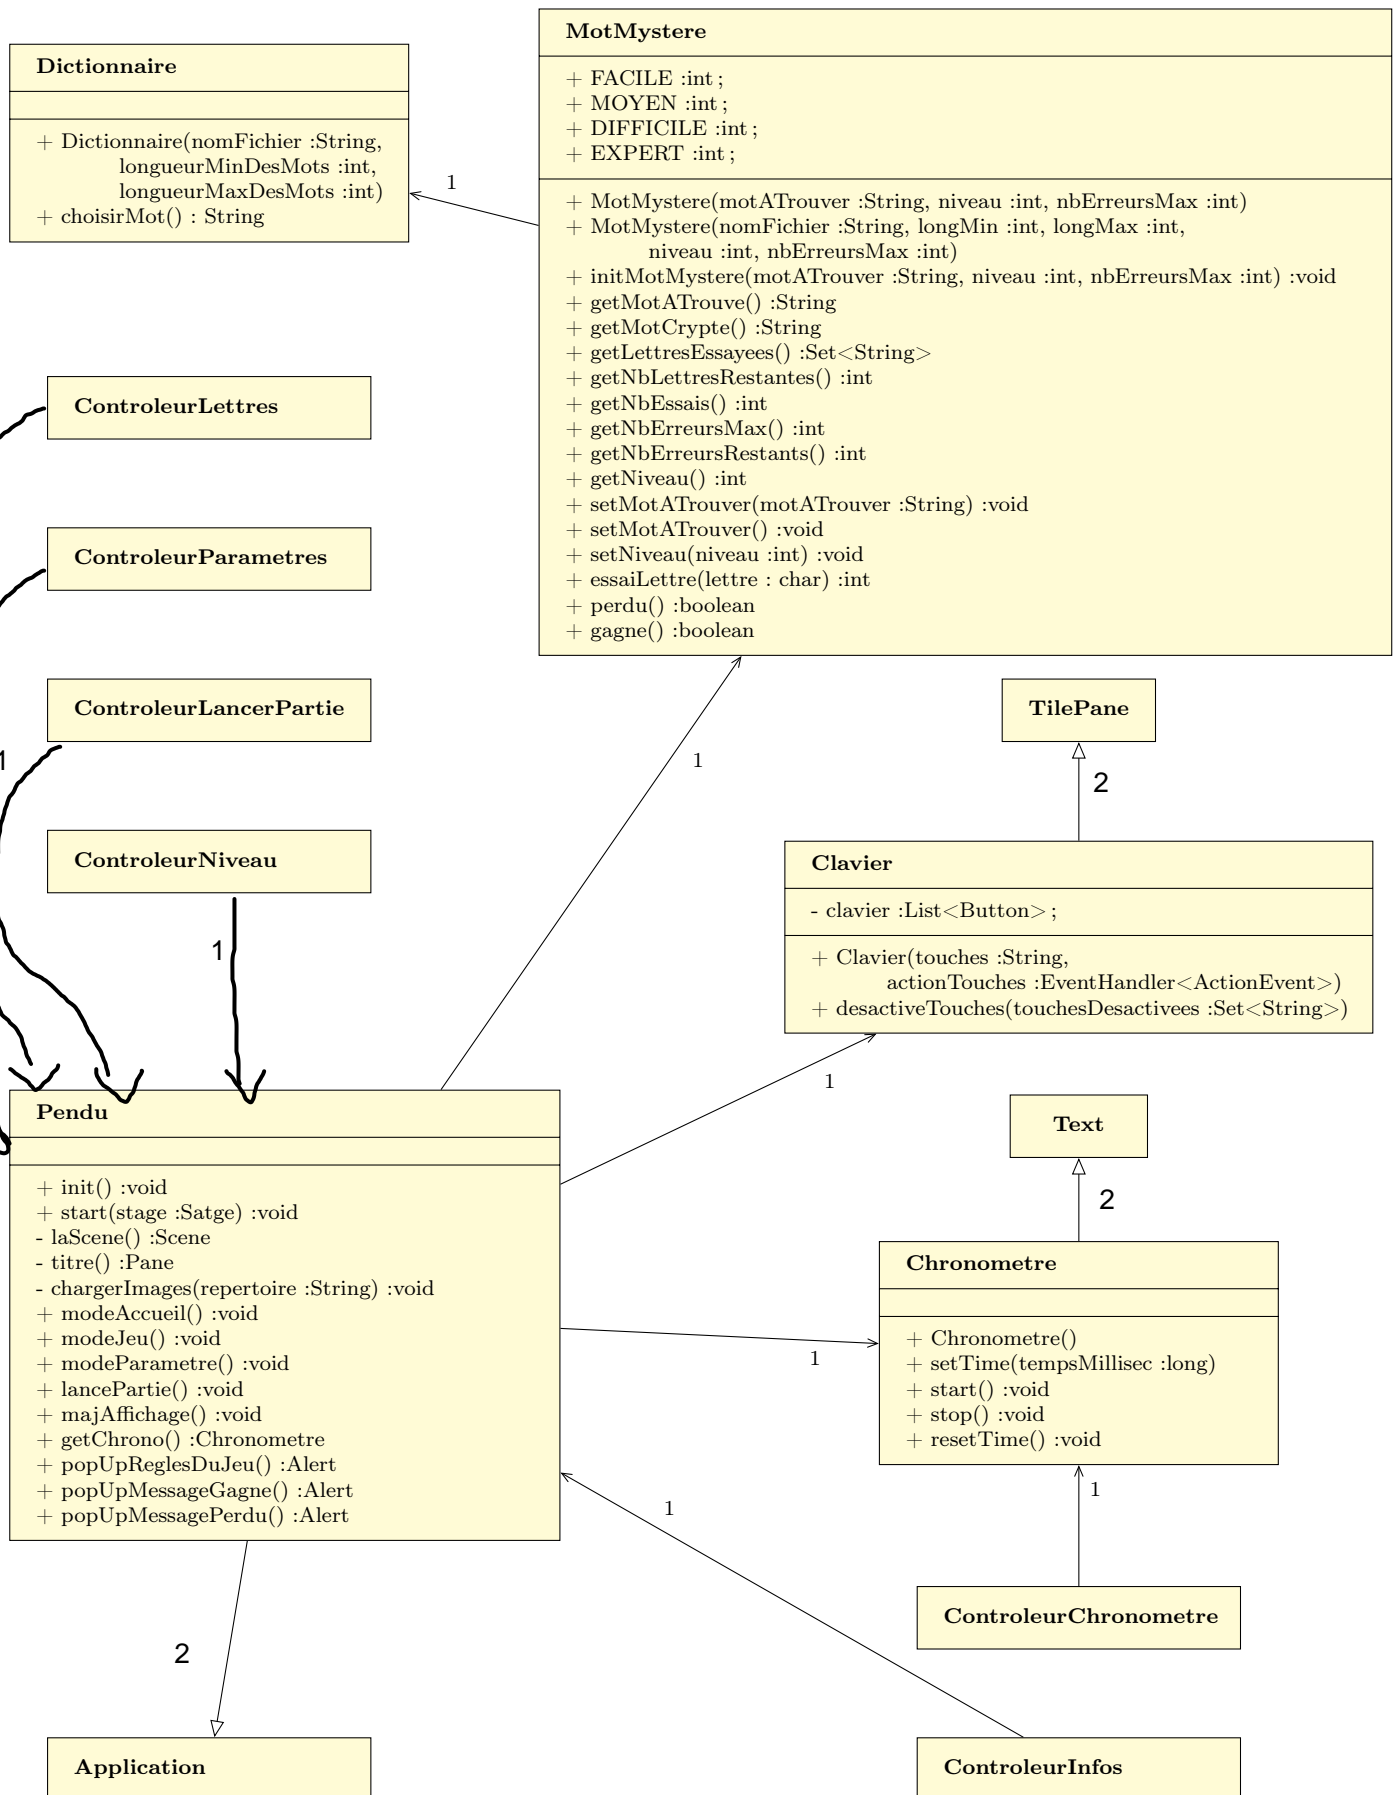 Dictionnaire
+ Dictionnaire(nomFichier :String,
longueurMinDesMots :int,
longueurMaxDesMots :int)
+ choisirMot() : String
1
MotMystere
+ FACILE :int ;
+ MOYEN :int ;
+ DIFFICILE :int ;
+ EXPERT :int ;
+ MotMystere(motATrouver :String, niveau :int, nbErreursMax :int)
+ MotMystere(nomFichier :String, longMin :int, longMax :int,
niveau :int, nbErreursMax :int)
+ initMotMystere(motATrouver :String, niveau :int, nbErreursMax :int) :void
+ getMotATrouve() :String
+ getMotCrypte() :String
+ getLettresEssayees() :Set<String>
+ getNbLettresRestantes() :int
+ getNbEssais() :int
+ getNbErreursMax() :int
+ getNbErreursRestants() :int
+ getNiveau() :int
+ setMotATrouver(motATrouver :String) :void
+ setMotATrouver() :void
+ setNiveau(niveau :int) :void
+ essaiLettre(lettre : char) :int
+ perdu() :boolean
+ gagne() :boolean
ControleurLettres
ControleurParametres
ControleurLancerPartie
1
ControleurNiveau
1
1
TilePane
2
Clavier
- clavier :List<Button> ;
+ Clavier(touches :String,
actionTouches :EventHandler<ActionEvent>)
+ desactiveTouches(touchesDesactivees :Set<String>)
1
Pendu
+ init() :void
+ start(stage :Satge) :void
- laScene() :Scene
- titre() :Pane
- chargerImages(repertoire :String) :void
+ modeAccueil() :void
+ modeJeu() :void
+ modeParametre() :void
+ lancePartie() :void
+ majAffichage() :void
+ getChrono() :Chronometre
+ popUpReglesDuJeu() :Alert
+ popUpMessageGagne() :Alert
+ popUpMessagePerdu() :Alert
Text
2
Chronometre
+ Chronometre()
+ setTime(tempsMillisec :long)
+ start() :void
+ stop() :void
+ resetTime() :void
1
1
1
ControleurChronometre
2
Application
ControleurInfos